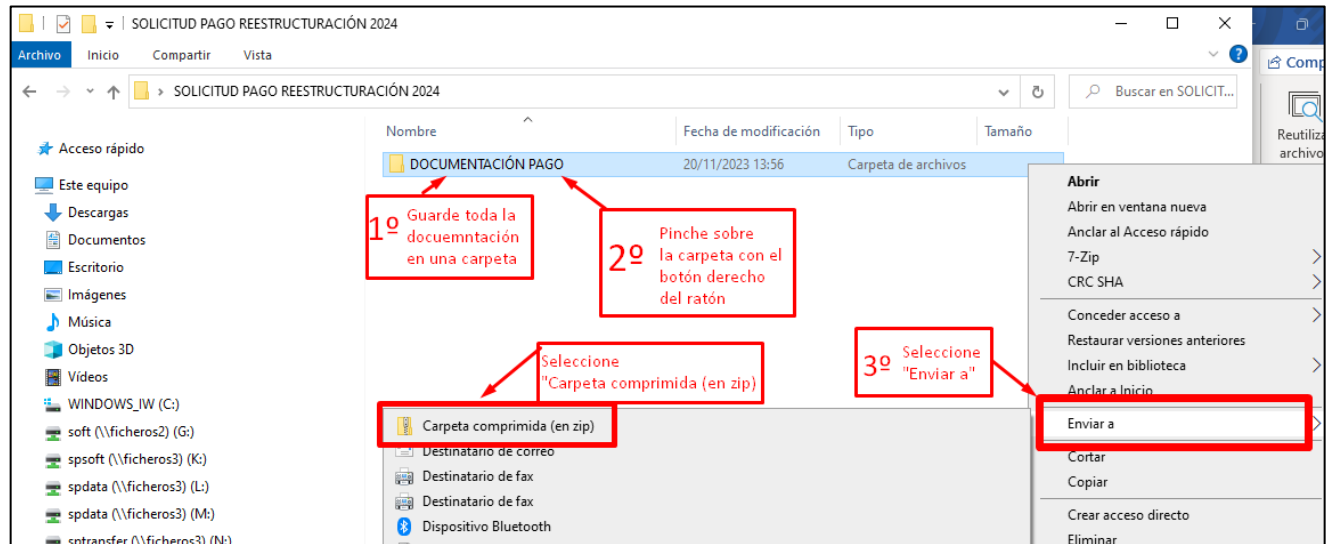 SOLICITUD PAGO REESTRUCTURACIÓN 2024
Archivo Inicio Compartir Vista
SOLICITUD PAGO REESTRUCTURACIÓN 2024
Buscar en SOLICIT...
Comp
Reutiliza
archivo
Nombre Fecha de modificación Tipo Tamaño
DOCUMENTACIÓN PAGO 20/11/2023 13:56 Carpeta de archivos
Acceso rápido
Este equipo
Descargas
Documentos
Escritorio
Imágenes
Música
Objetos 3D
Vídeos
WINDOWS_IW (C:)
soft (\\ficheros2) (G:)
spsoft (\\ficheros3) (K:)
spdata (\\ficheros3) (L:)
spdata (\\ficheros3) (M:)
sptransfer (\\ficheros3) (N:)
1º Guarde toda la
docuemntación
en una carpeta
2º Pinche sobre
la carpeta con el
botón derecho
del ratón
3º Seleccione
"Enviar a"
Seleccione
"Carpeta comprimida (en zip)
Abrir
Abrir en ventana nueva
Anclar al Acceso rápido
7-Zip
CRC SHA
Conceder acceso a
Restaurar versiones anteriores
Incluir en biblioteca
Anclar a Inicio
Enviar a
Cortar
Copiar
Crear acceso directo
Eliminar
Carpeta comprimida (en zip)
Destinatario de correo
Destinatario de fax
Destinatario de fax
Dispositivo Bluetooth